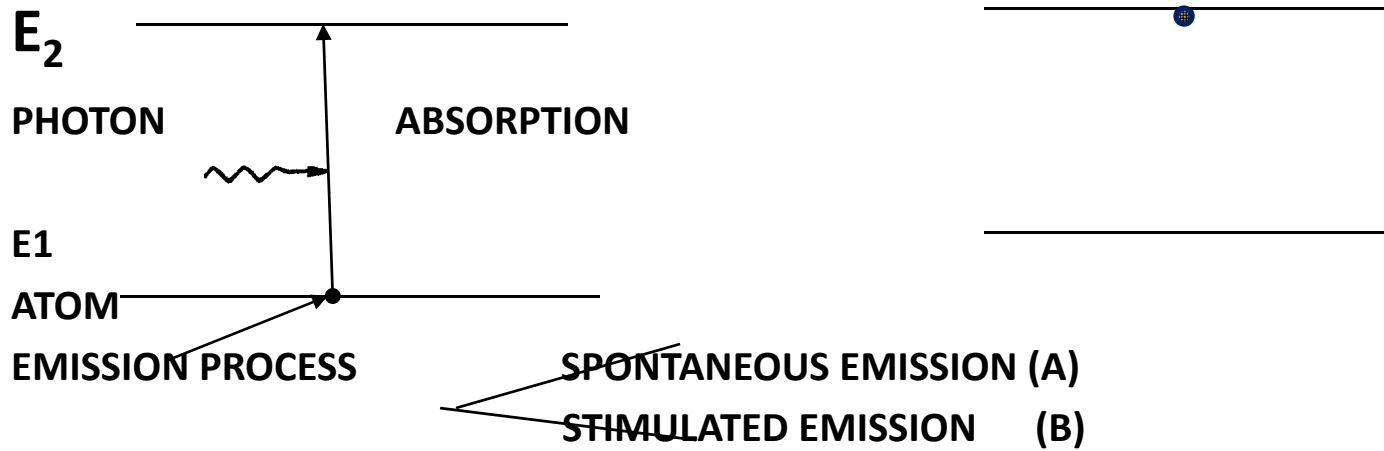 E₂
PHOTON ABSORPTION
E1
ATOM
EMISSION PROCESS SPONTANEOUS EMISSION (A)
STIMULATED EMISSION (B)